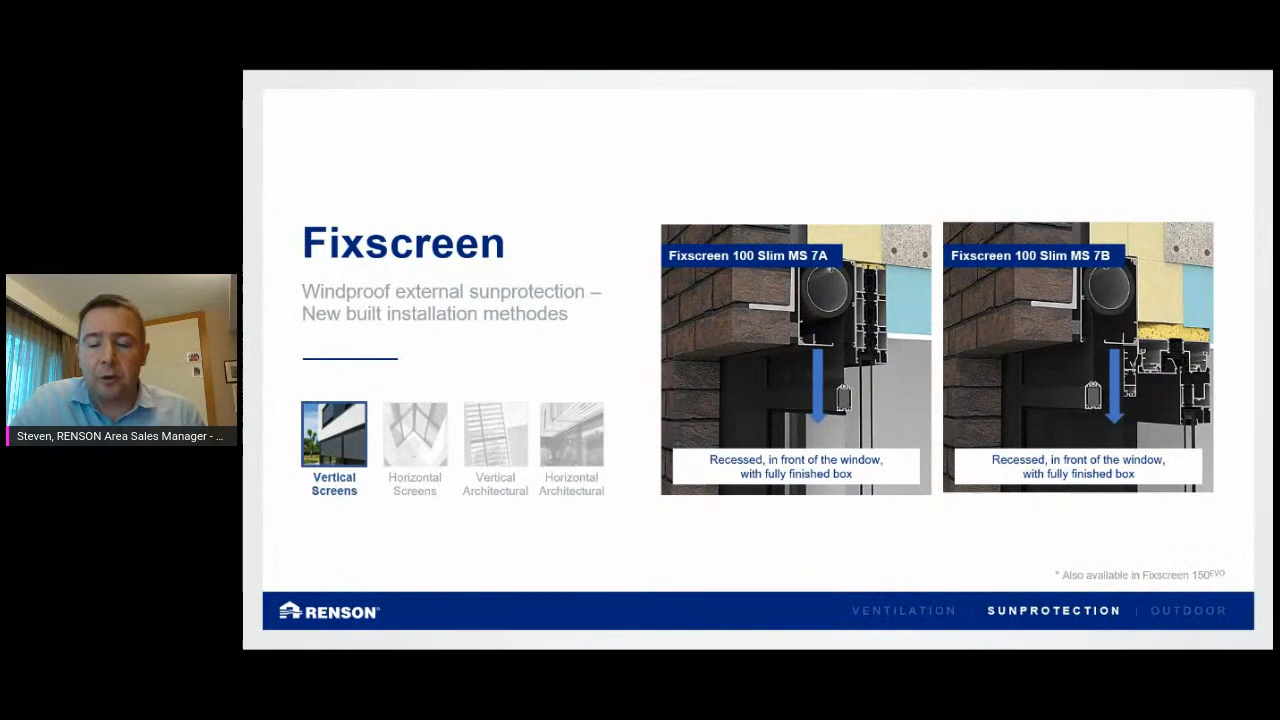 Fixscreen
Windproof external sunprotection –
New built installation methodes
Vertical
Screens
Horizontal
Screens
Vertical
Architectural
Horizontal
Architectural
Fixscreen 100 Slim MS 7A
Recessed, in front of the window,
with fully finished box
Fixscreen 100 Slim MS 7B
Recessed, in front of the window,
with fully finished box
* Also available in Fixscreen 150EVO
Steven, RENSON Area Sales Manager - ...
RENSON®
VENTILATION
SUNPROTECTION | OUTDOOR